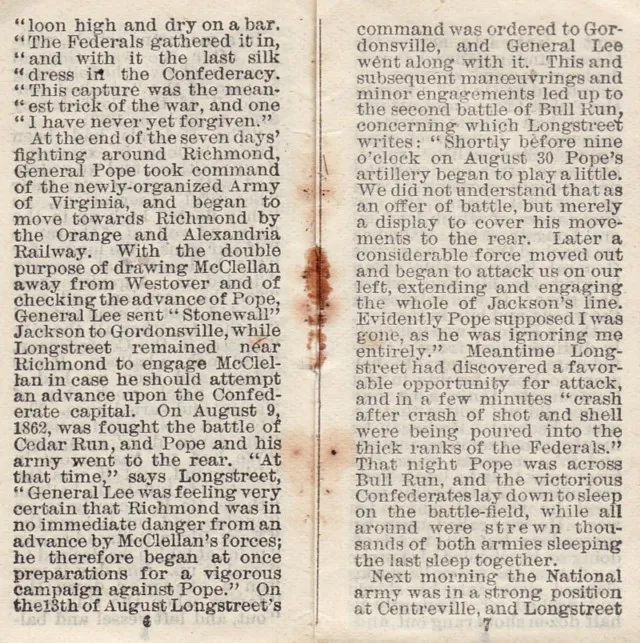 "loon high and dry on a bar.
"The Federals gathered it in,
"and with it the last silk
"dress in the Confederacy.
"This capture was the mean-
"est trick of the war, and one
"I have never yet forgiven."
At the end of the seven days'
fighting around Richmond,
General Pope took command
of the newly-organized Army
of Virginia, and began to
move towards Richmond by
the Orange and Alexandria
Railway. With the double
purpose of drawing McClellan
away from Westover and of
checking the advance of Pope,
General Lee sent "Stonewall"
Jackson to Gordonsville, while
Longstreet remained near
Richmond to engage McClel-
lan in case he should attempt
an advance upon the Confed-
erate capital. On August 9,
1862, was fought the battle of
Cedar Run, and Pope and his
army went to the rear. "At
that time," says Longstreet,
"General Lee was feeling very
certain that Richmond was in
no immediate danger from an
advance by McClellan's forces;
he therefore began at once
preparations for a vigorous
campaign against Pope." On
the 13th of August Longstreet's
6
command was ordered to Gor-
donsville, and General Lee
went along with it. This and
subsequent manœuvrings and
minor engagements led up to
the second battle of Bull Run,
concerning which Longstreet
writes: "Shortly before nine
o'clock on August 30 Pope's
artillery began to play a little.
We did not understand that as
an offer of battle, but merely
a display to cover his move-
ments to the rear. Later a
considerable force moved out
and began to attack us on our
left, extending and engaging
the whole of Jackson's line.
Evidently Pope supposed I was
gone, as he was ignoring me
entirely." Meantime Long-
street had discovered a favor-
able opportunity for attack,
and in a few minutes "crash
after crash of shot and shell
were being poured into the
thick ranks of the Federals."
That night Pope was across
Bull Run, and the victorious
Confederates lay down to sleep
on the battle-field, while all
around were strewn thou-
sands of both armies sleeping
the last sleep together.
Next morning the National
army was in a strong position
at Centreville, and Longstreet
7